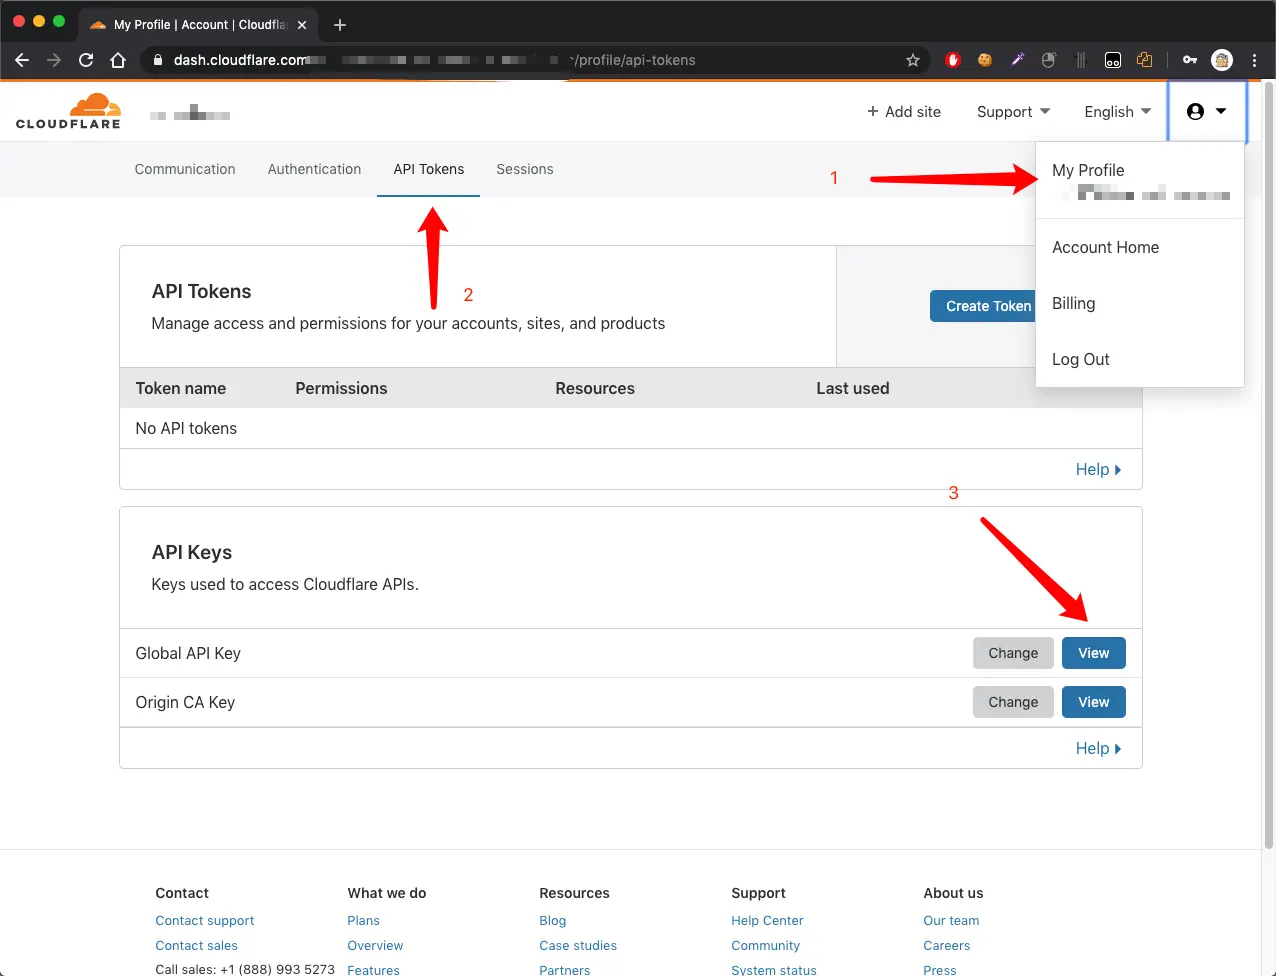 My Profile | Account | Cloudfla
dash.cloudflare.com
/profile/api-tokens
CLOUDFLARE
+ Add site
Support
English
Communication
Authentication
API Tokens
Sessions
1
My Profile
Account Home
Billing
Log Out
2
API Tokens
Manage access and permissions for your accounts, sites, and products
Create Token
Token name
Permissions
Resources
Last used
No API tokens
Help
3
API Keys
Keys used to access Cloudflare APIs.
Global API Key
Change
View
Origin CA Key
Change
View
Help
Contact
What we do
Resources
Support
About us
Contact support
Plans
Blog
Help Center
Our team
Contact sales
Overview
Case studies
Community
Careers
Call sales: +1 (888) 993 5273
Features
Partners
System status
Press